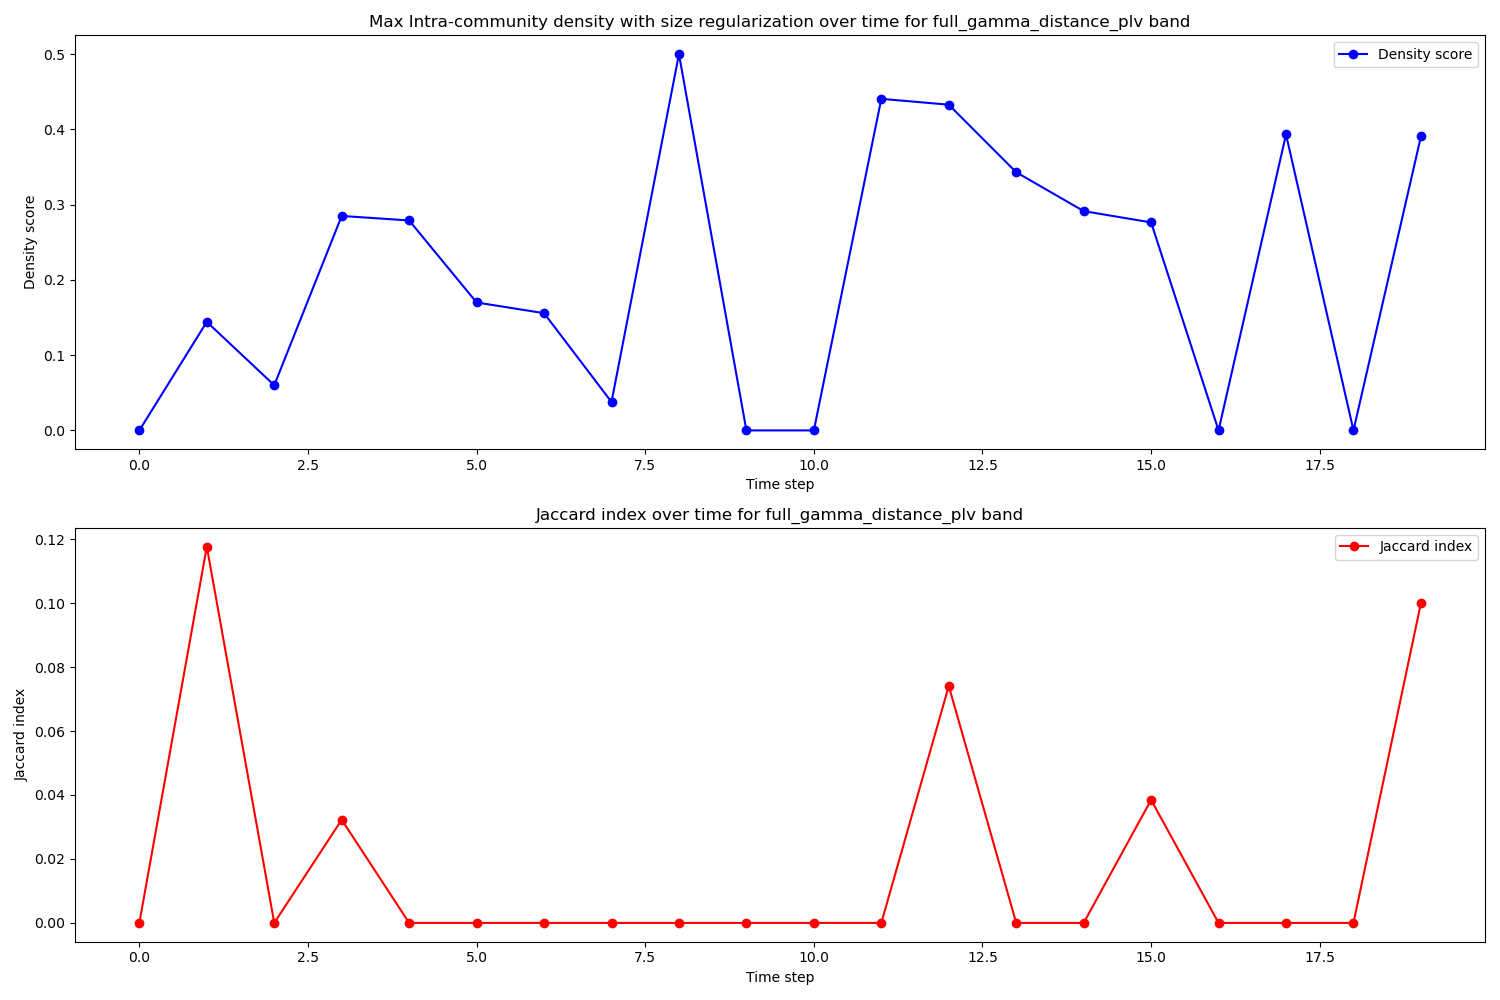 Max Intra-community density with size regularization over time for full_gamma_distance_plv band
Density score
0.5
0.4
0.3
0.2
0.1
0.0
Density score
0.0 2.5 5.0 7.5 10.0 12.5 15.0 17.5
Time step
Jaccard index over time for full_gamma_distance_plv band
Jaccard index
0.12
0.10
0.08
0.06
0.04
0.02
0.00
Jaccard index
0.0 2.5 5.0 7.5 10.0 12.5 15.0 17.5
Time step